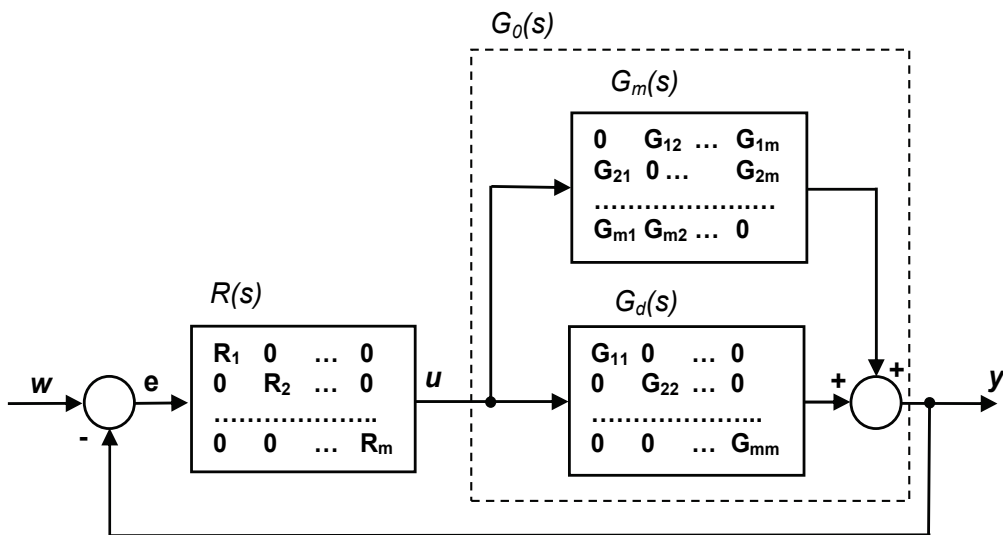 G₀(s)
Gₘ(s)
0 G₁₂ … G₁ₘ
G₂₁ 0 … G₂ₘ
.....................
Gₘ₁ Gₘ₂ … 0
R(s)
R₁ 0 … 0
0 R₂ … 0
...................
0 0 … Rₘ
G_d(s)
G₁₁ 0 … 0
0 G₂₂ … 0
.....................
0 0 … Gₘₘ
w
e
-
u
+
+
y